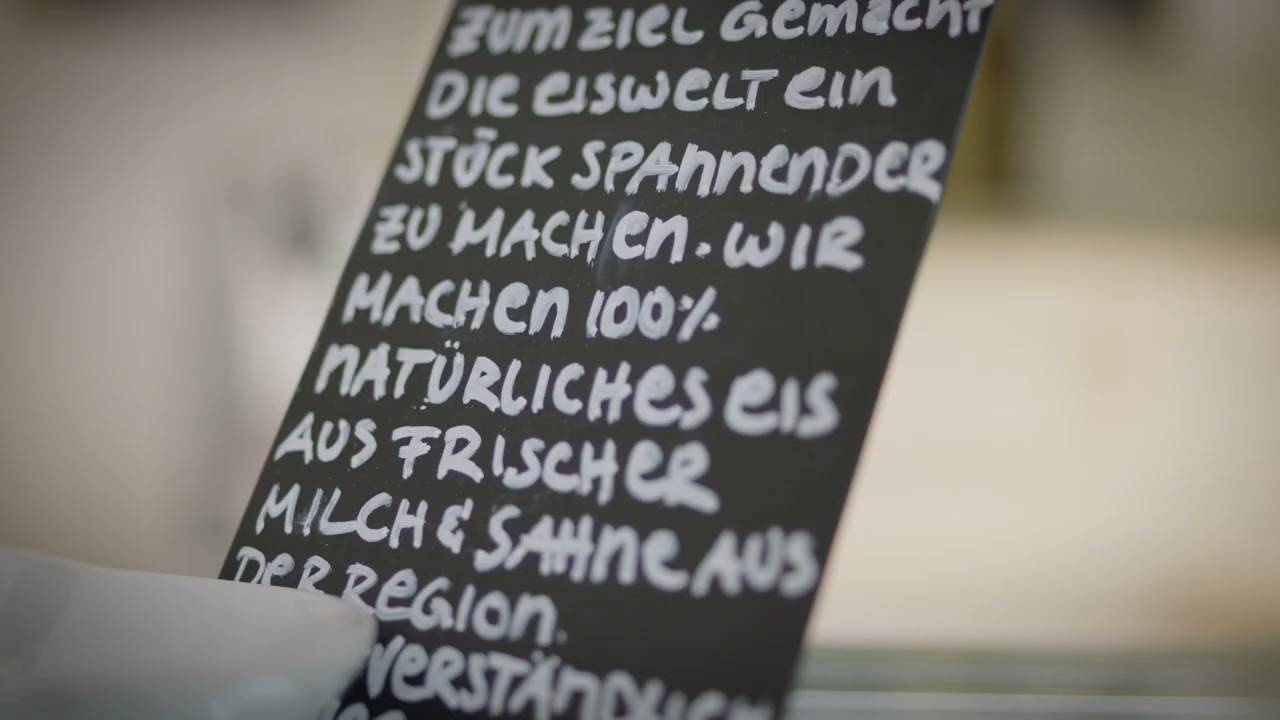 ZUM ZIEL GEMACHT
DIE EISWELT EIN
STÜCK SPANNENDER
ZU MACHEN. WIR
MACHEN 100%
NATÜRLICHES EIS
AUS FRISCHER
MILCH & SAHNE AUS
DER REGION.
VERSTÄNDLICH